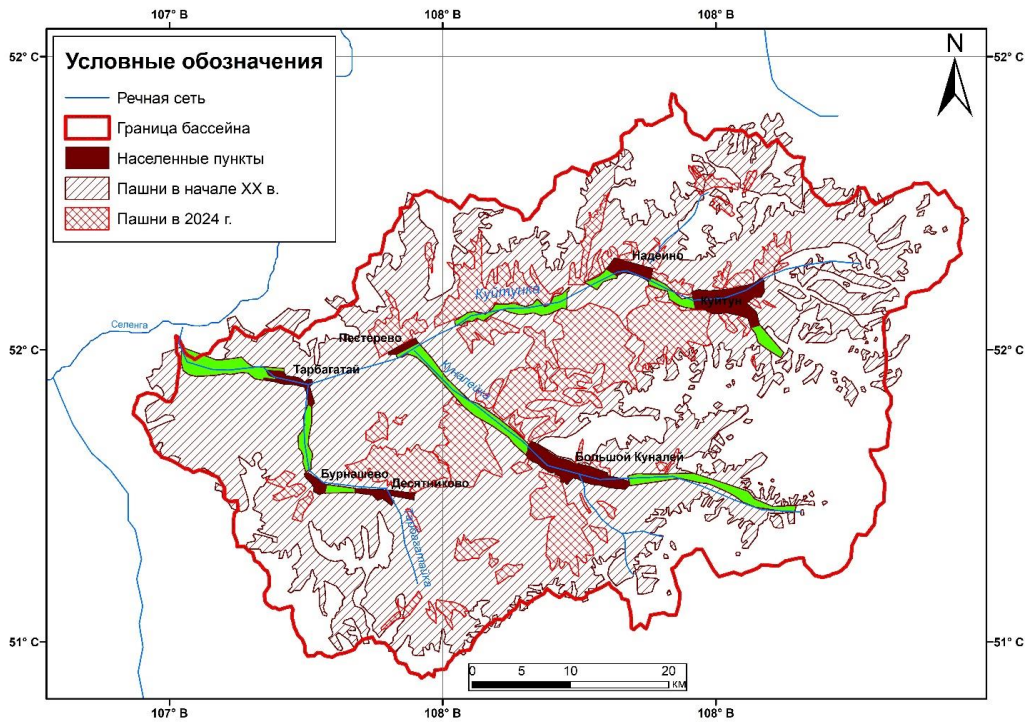 107° В
108° В
108° В
52° С
52° С
N
Условные обозначения
Речная сеть
Граница бассейна
Населенные пункты
Пашни в начале XX в.
Пашни в 2024 г.
Надеино
Куйтунка
Куйтун
Селенга
Пестерево
52° С
52° С
Тарбагатай
Куналейка
Большой Куналей
Бурнашево
Десятниково
Тарбагатайка
51° С
51° С
0 5 10 20
КМ
107° В
108° В
108° В